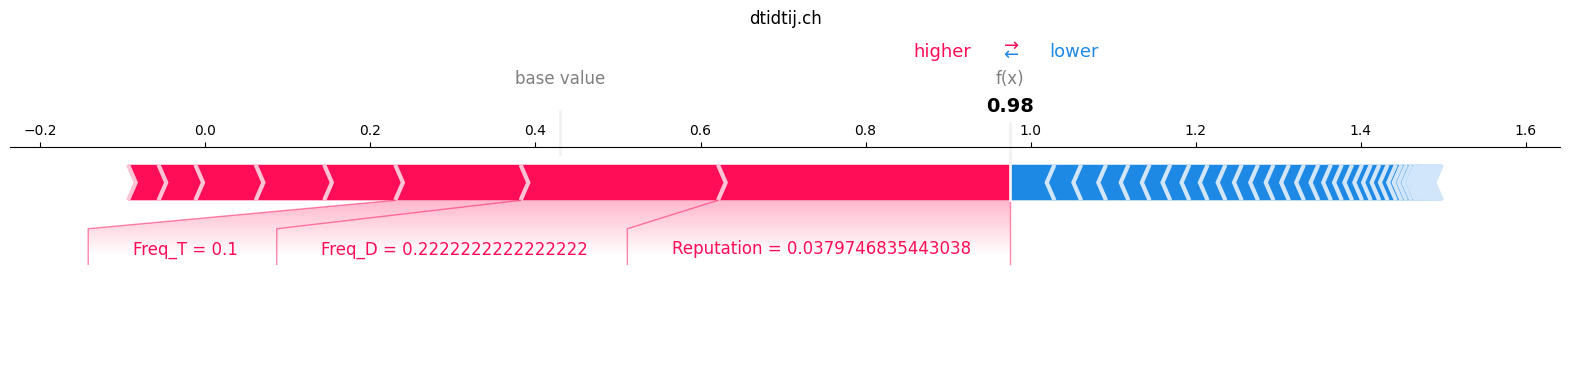 dtidtij.ch
higher ⇄ lower
base value f(x)
0.98
−0.2 0.0 0.2 0.4 0.6 0.8 1.0 1.2 1.4 1.6
Freq_T = 0.1 Freq_D = 0.2222222222222222 Reputation = 0.0379746835443038